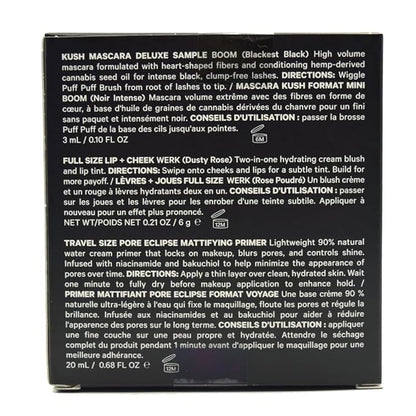 KUSH MASCARA DELUXE SAMPLE BOOM (Blackest Black) High volume
mascara formulated with heart-shaped fibers and conditioning hemp-derived
cannabis seed oil for intense black, clump-free lashes. DIRECTIONS: Wiggle
Puff Puff Brush from root of lashes to tip / MASCARA KUSH FORMAT MINI
BOOM (Noir Intense) Mascara volume extrême avec des fibres en forme de
cœur, à base d'huile de graines de cannabis dérivées du chanvre pour un fini
sans paquet et intensément noir. CONSEILS D'UTILISATION : passer la brosse
Puff Puff de la base des cils jusqu'aux pointes.
3 mL / 0.10 FL OZ
6M
FULL SIZE LIP + CHEEK WERK (Dusty Rose) Two-in-one hydrating cream blush
and lip tint. DIRECTIONS: Swipe onto cheeks and lips for a subtle tint. Build
for more payoff. / LÈVRES + JOUES FULL SIZE WERK (Rose Poudré) Un blush crème
et un rouge à lèvres hydratants deux en un. CONSEILS D'UTILISATION : passer
sur les joues et les lèvres pour les enrober d'une teinte subtile. Appliquer à
nouveau pour un effet plus prononcé.
NET WT/POIDS NET 0.21 OZ / 6 g
12M
TRAVEL SIZE PORE ECLIPSE MATTIFYING PRIMER Lightweight 90% natural
water cream primer that locks on makeup, blurs pores, and controls shine.
Infused with niacinamide and bakuchiol to help minimize the appearance of
pores over time. DIRECTIONS: Apply a thin layer over clean, hydrated skin. Wait
one minute to fully dry before makeup application to enhance hold. /
PRIMER MATTIFIANT PORE ECLIPSE FORMAT VOYAGE Une base crème 90 %
naturelle ultra-légère à l'eau qui fixe le maquillage, floute les pores et régule la
brillance. Infusée aux niacinamides et au bakuchiol pour aider à réduire
l'apparence des pores sur le long terme. CONSEILS D'UTILISATION : appliquer
une fine couche sur une peau propre et hydratée. Attendre le séchage
complet du produit pendant 1 minute avant d'appliquer le maquillage pour une
meilleure adhérance.
20 mL / 0.68 FL OZ
12M